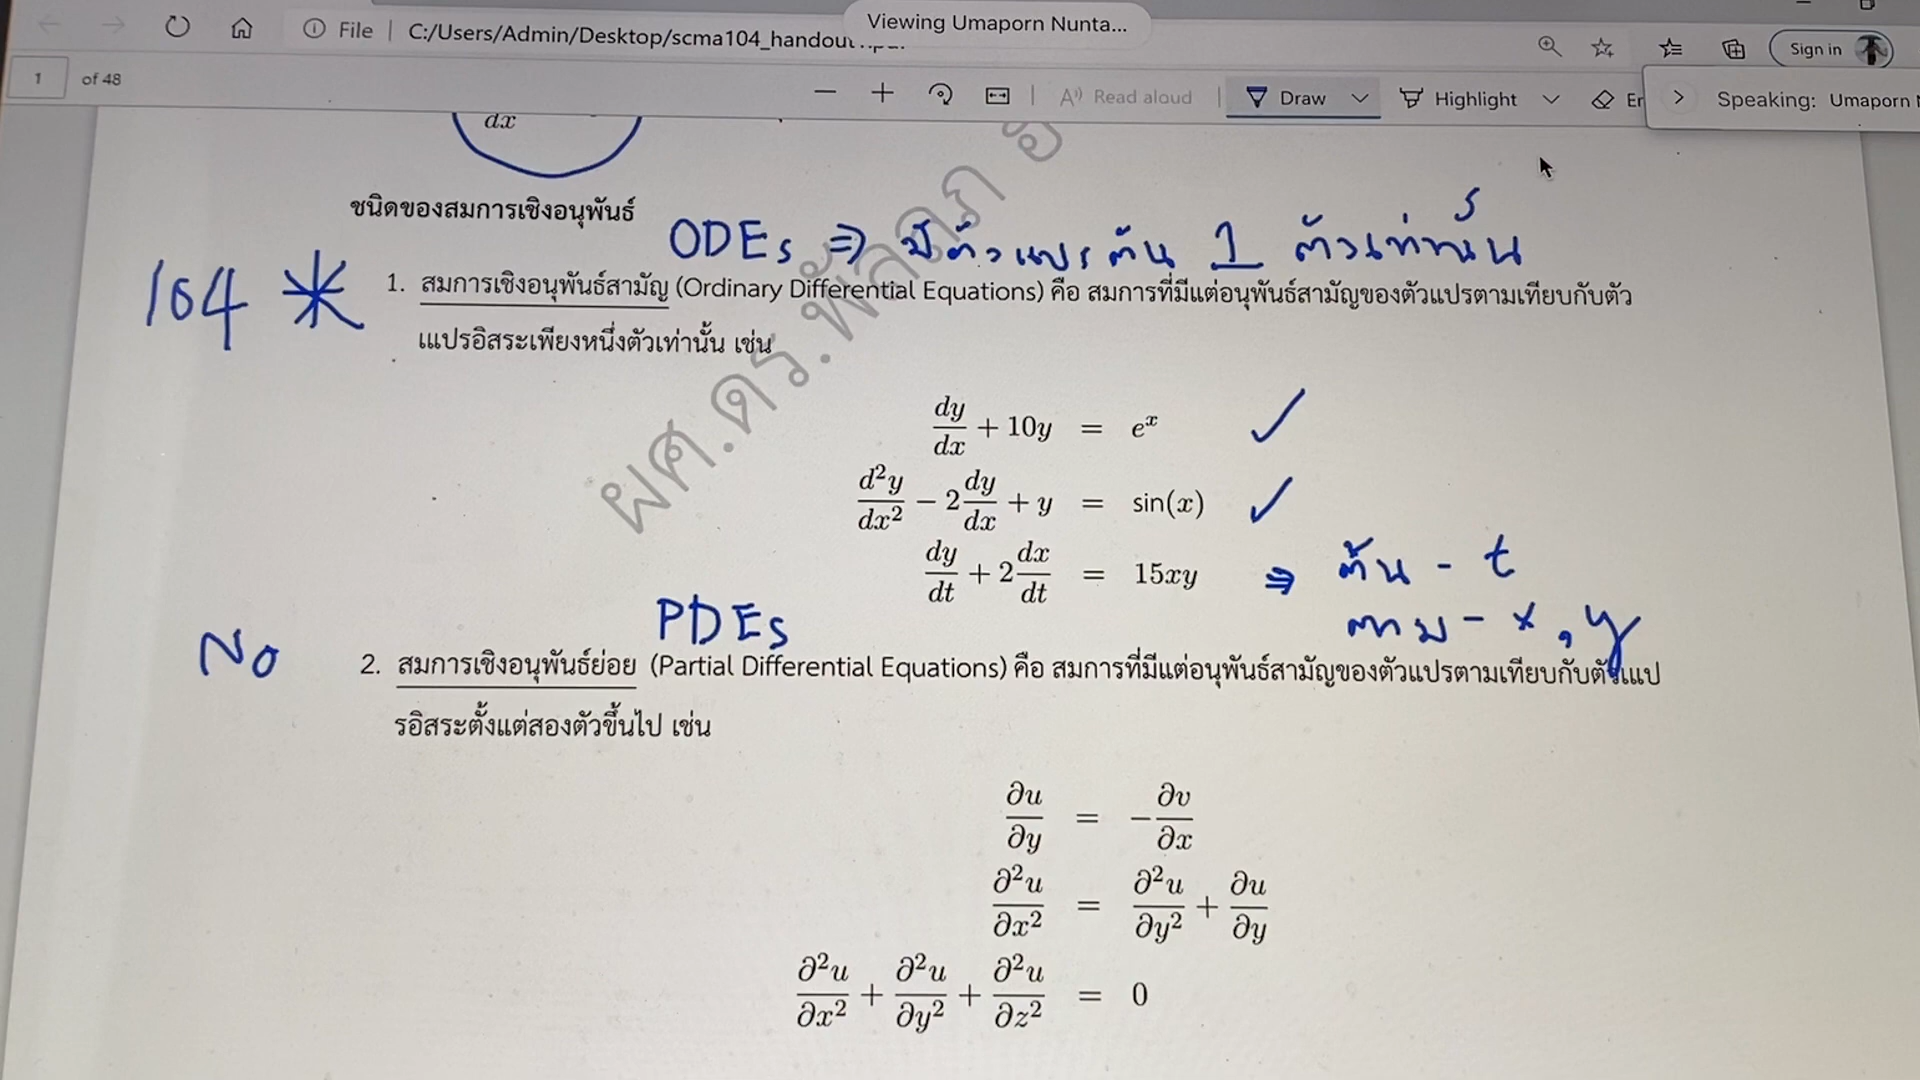 Viewing Umaporn Nunta...
File | C:/Users/Admin/Desktop/scma104_handout
Sign in
1 of 48
Read aloud
Draw
Highlight
Er
Speaking: Umaporn N
dx
ชนิดของสมการเชิงอนุพันธ์
ODEs ⇒ มีตัวแปรต้น 1 ตัวเท่านั้น
104 *
1. สมการเชิงอนุพันธ์สามัญ (Ordinary Differential Equations) คือ สมการที่มีแต่อนุพันธ์สามัญของตัวแปรตามเทียบกับตัว
แปรอิสระเพียงหนึ่งตัวเท่านั้น เช่น
dy/dx + 10y = e^x ✓
d²y/dx² − 2 dy/dx + y = sin(x) ✓
dy/dt + 2 dx/dt = 15xy ⇒ ต้น - t
ตาม - x, y
PDEs
No
2. สมการเชิงอนุพันธ์ย่อย (Partial Differential Equations) คือ สมการที่มีแต่อนุพันธ์สามัญของตัวแปรตามเทียบกับตัวแป
รอิสระตั้งแต่สองตัวขึ้นไป เช่น
∂u/∂y = −∂v/∂x
∂²u/∂x² = ∂²u/∂y² + ∂u/∂y
∂²u/∂x² + ∂²u/∂y² + ∂²u/∂z² = 0
ผศ.ดร.